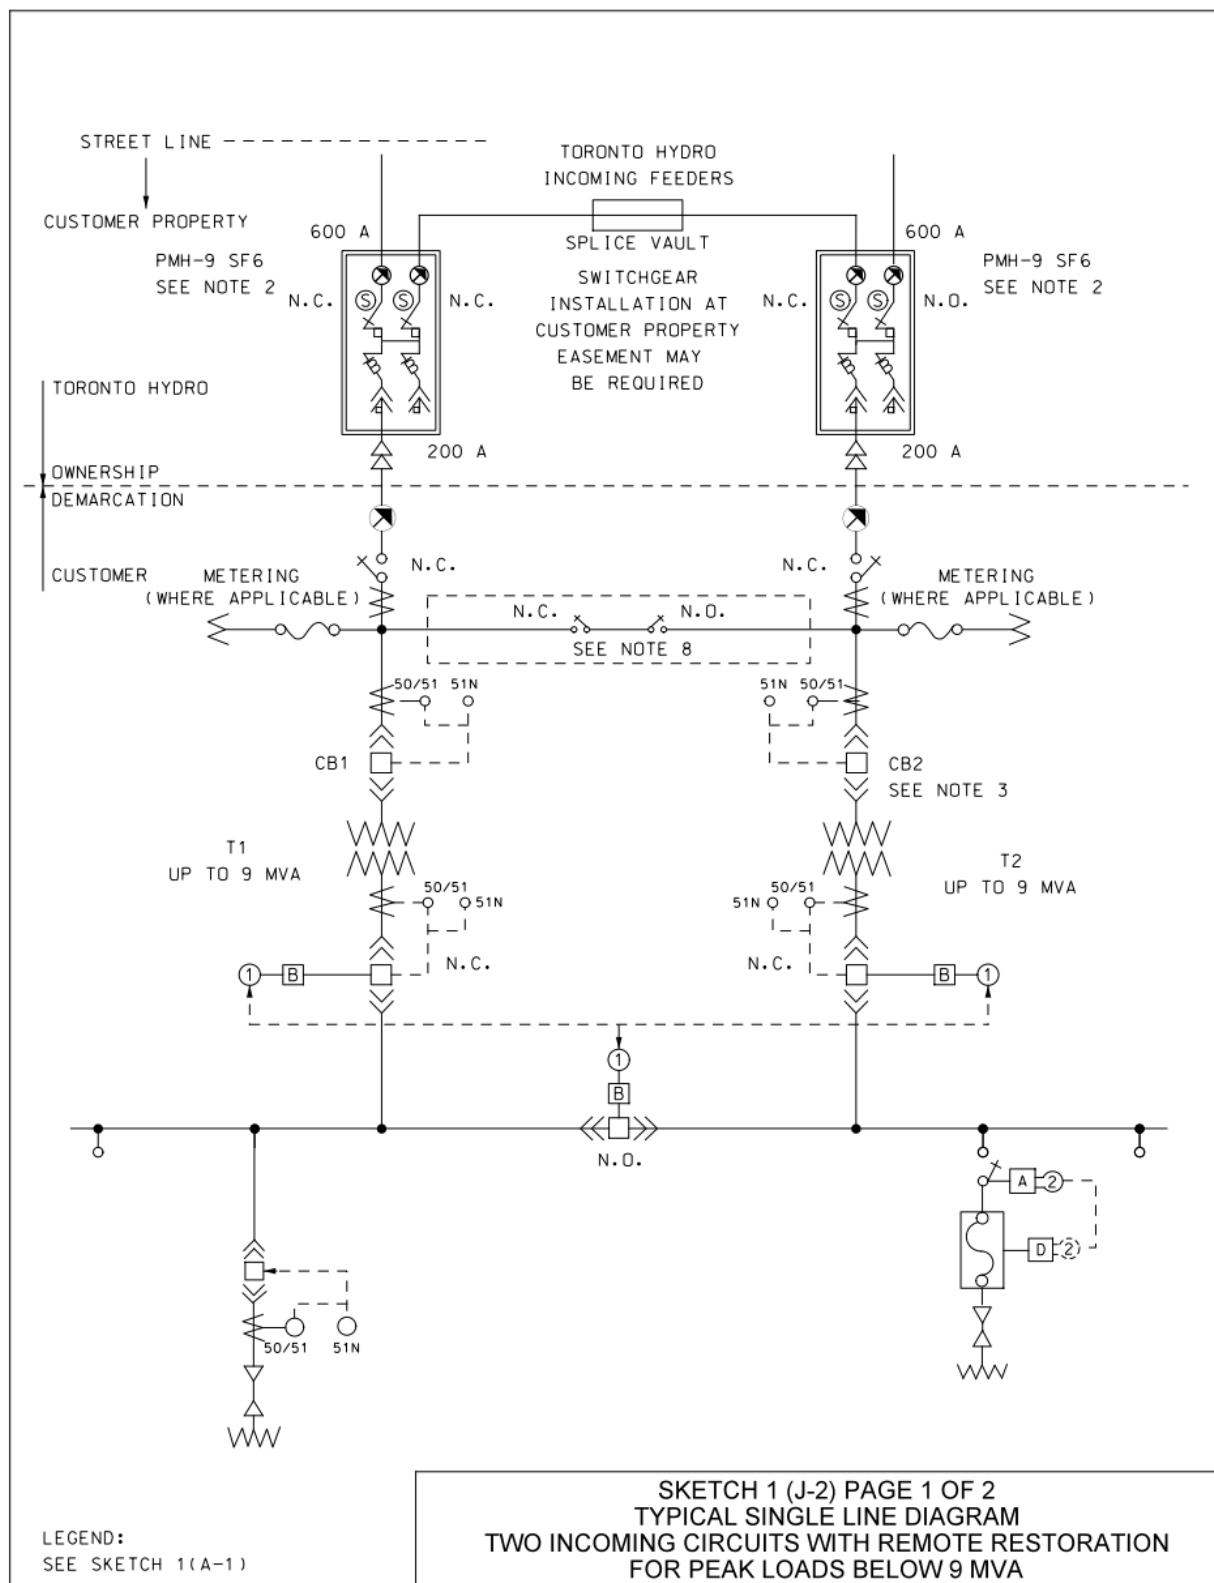 STREET LINE
CUSTOMER PROPERTY
TORONTO HYDRO
INCOMING FEEDERS
SPLICE VAULT
600 A
600 A
PMH-9 SF6
SEE NOTE 2
N.C.
S
S
N.C.
SWITCHGEAR
INSTALLATION AT
CUSTOMER PROPERTY
EASEMENT MAY
BE REQUIRED
N.C.
S
S
N.O.
PMH-9 SF6
SEE NOTE 2
TORONTO HYDRO
200 A
200 A
OWNERSHIP
DEMARCATION
CUSTOMER
METERING
(WHERE APPLICABLE)
N.C.
N.C.
METERING
(WHERE APPLICABLE)
N.C.
N.O.
SEE NOTE 8
50/51 51N
51N 50/51
CB1
CB2
SEE NOTE 3
T1
UP TO 9 MVA
T2
UP TO 9 MVA
50/51
51N
50/51
51N
N.C.
N.C.
1
B
B
1
1
B
N.O.
A
2
D
2
50/51
51N
LEGEND:
SEE SKETCH 1(A-1)
SKETCH 1 (J-2) PAGE 1 OF 2
TYPICAL SINGLE LINE DIAGRAM
TWO INCOMING CIRCUITS WITH REMOTE RESTORATION
FOR PEAK LOADS BELOW 9 MVA